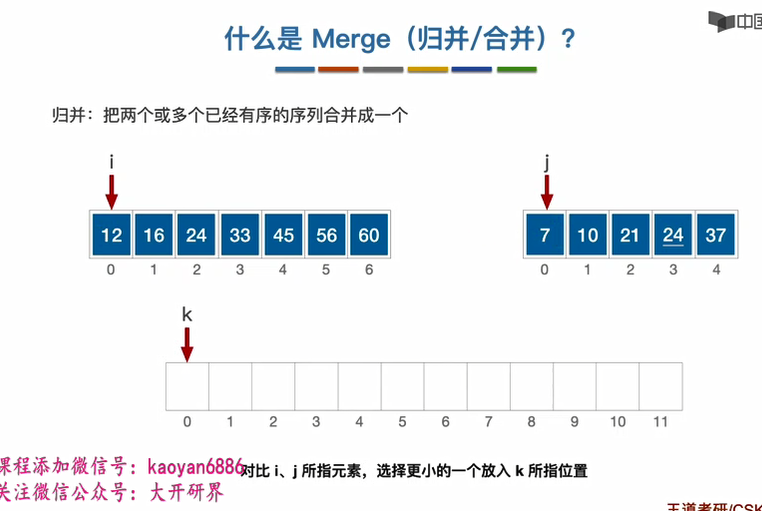 什么是 Merge（归并/合并）？
中国
归并：把两个或多个已经有序的序列合并成一个
i
j
12 16 24 33 45 56 60
7 10 21 24 37
0 1 2 3 4 5 6
0 1 2 3 4
k
0 1 2 3 4 5 6 7 8 9 10 11
课程添加微信号：kaoyan6886
对比 i、j 所指元素，选择更小的一个放入 k 所指位置
关注微信公众号：大开研界
王道考研/CSK